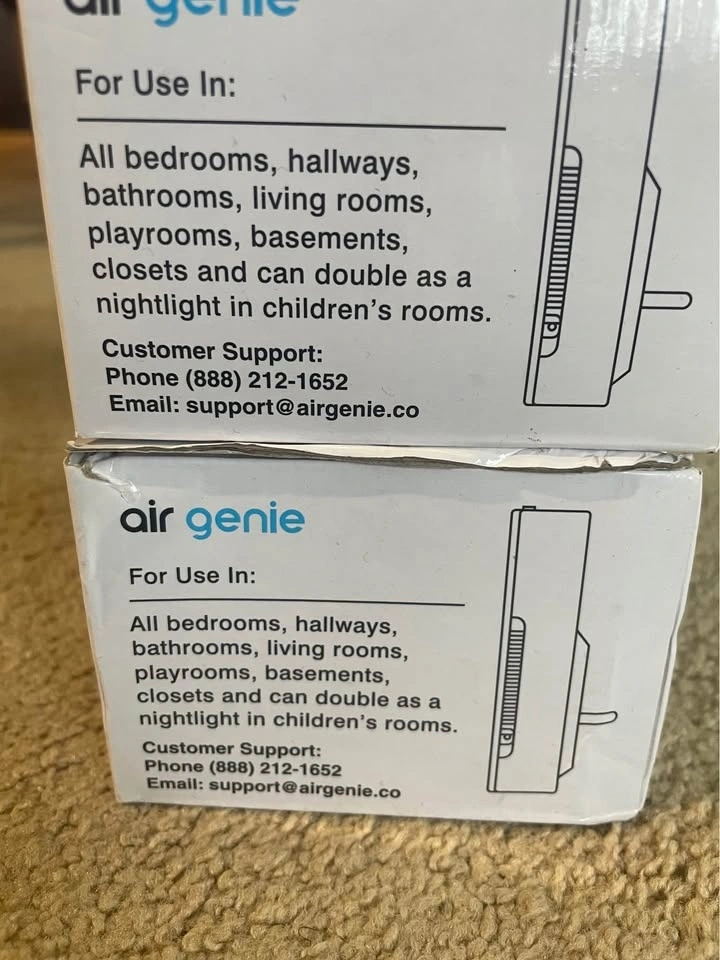 air genie
For Use In:
All bedrooms, hallways,
bathrooms, living rooms,
playrooms, basements,
closets and can double as a
nightlight in children's rooms.
Customer Support:
Phone (888) 212-1652
Email: support@airgenie.co
air genie
For Use In:
All bedrooms, hallways,
bathrooms, living rooms,
playrooms, basements,
closets and can double as a
nightlight in children's rooms.
Customer Support:
Phone (888) 212-1652
Email: support@airgenie.co